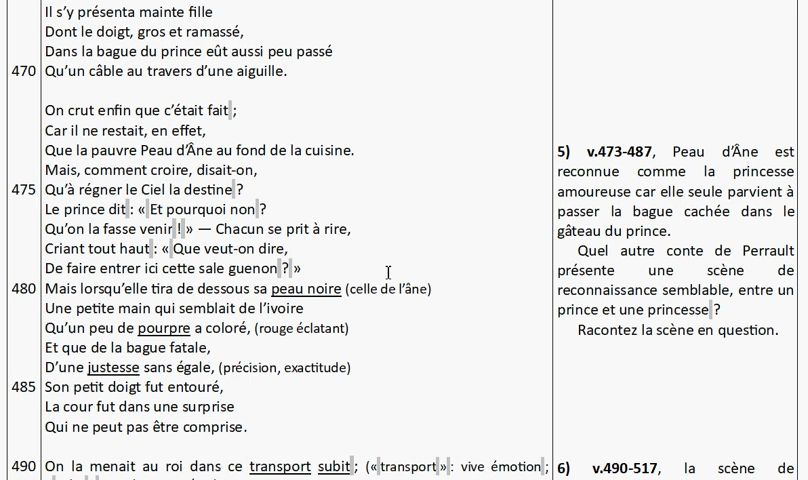 Il s’y présenta mainte fille
Dont le doigt, gros et ramassé,
Dans la bague du prince eût aussi peu passé
470 Qu’un câble au travers d’une aiguille.
On crut enfin que c’était fait ;
Car il ne restait, en effet,
Que la pauvre Peau d’Âne au fond de la cuisine.
Mais, comment croire, disait-on,
475 Qu’à régner le Ciel la destine ?
Le prince dit : « Et pourquoi non ?
Qu’on la fasse venir ! » — Chacun se prit à rire,
Criant tout haut : « Que veut-on dire,
De faire entrer ici cette sale guenon ? »
480 Mais lorsqu’elle tira de dessous sa peau noire (celle de l’âne)
Une petite main qui semblait de l’ivoire
Qu’un peu de pourpre a coloré, (rouge éclatant)
Et que de la bague fatale,
D’une justesse sans égale, (précision, exactitude)
485 Son petit doigt fut entouré,
La cour fut dans une surprise
Qui ne peut pas être comprise.
490 On la menait au roi dans ce transport subit ; (« transport » : vive émotion ;
5) v.473-487, Peau d’Âne est
reconnue comme la princesse
amoureuse car elle seule parvient à
passer la bague cachée dans le
gâteau du prince.
Quel autre conte de Perrault
présente une scène de
reconnaissance semblable, entre un
prince et une princesse ?
Racontez la scène en question.
6) v.490-517, la scène de